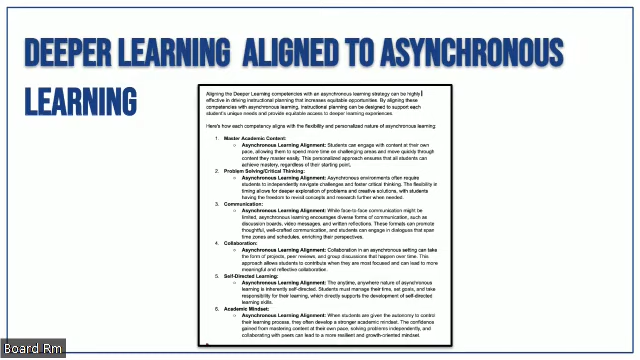 DEEPER LEARNING ALIGNED TO ASYNCHRONOUS
LEARNING
Aligning the Deeper Learning competencies with an asynchronous learning strategy can be highly
effective in driving instructional planning that increases equitable opportunities. By aligning these
competencies with asynchronous learning, instructional planning can be designed to support each
student's unique needs and provide equitable access to deeper learning experiences.
Here's how each competency aligns with the flexibility and personalized nature of asynchronous learning:
1. Master Academic Content:
○ Asynchronous Learning Alignment: Students can engage with content at their own
pace, allowing them to spend more time on challenging areas and move quickly through
content they master easily. This personalized approach ensures that all students can
achieve mastery, regardless of their starting point.
2. Problem Solving/Critical Thinking:
○ Asynchronous Learning Alignment: Asynchronous environments often require
students to independently navigate challenges and foster critical thinking. The flexibility in
timing allows for deeper exploration of problems and creative solutions, with students
having the freedom to revisit concepts and research further when needed.
3. Communication:
○ Asynchronous Learning Alignment: While face-to-face communication might be
limited, asynchronous learning encourages diverse forms of communication, such as
discussion boards, video messages, and written reflections. These formats can promote
thoughtful, well-crafted communication, and students can engage in dialogues that span
time zones and schedules, enriching their perspectives.
4. Collaboration:
○ Asynchronous Learning Alignment: Collaboration in an asynchronous setting can take
the form of projects, peer reviews, and group discussions that happen over time. This
approach allows students to contribute when they are most focused and can lead to more
meaningful and reflective collaboration.
5. Self-Directed Learning:
○ Asynchronous Learning Alignment: The anytime, anywhere nature of asynchronous
learning is inherently self-directed. Students must manage their time, set goals, and take
responsibility for their learning, which directly supports the development of self-directed
learning skills.
6. Academic Mindset:
○ Asynchronous Learning Alignment: When students are given the autonomy to control
their learning process, they often develop a stronger academic mindset. The confidence
gained from mastering content at their own pace, solving problems independently, and
collaborating with peers can lead to a more resilient and growth-oriented mindset.
Board Rm